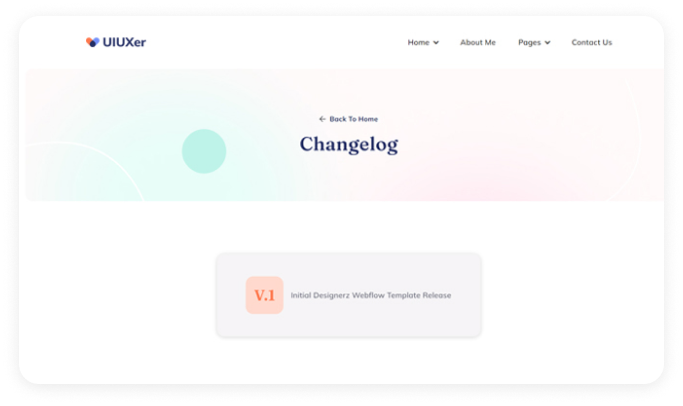 UIUXer
Home
About Me
Pages
Contact Us
Back To Home
Changelog
V.1
Initial Designerz Webflow Template Release